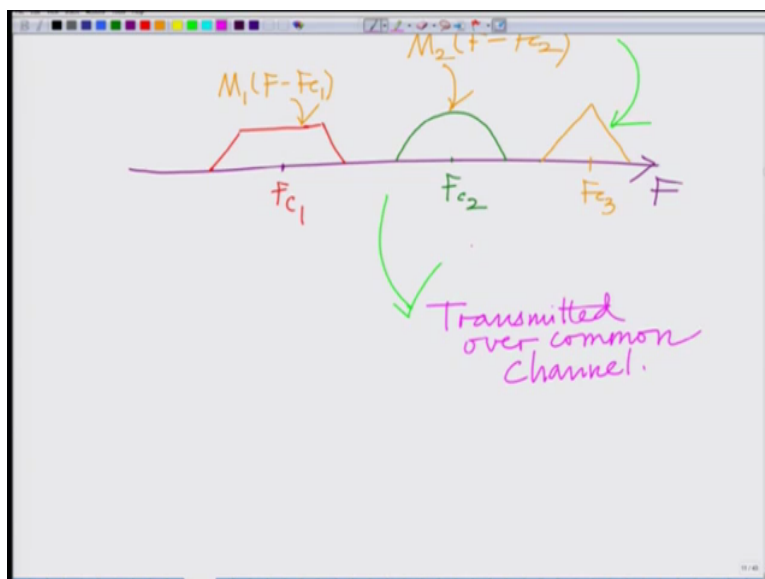 M₂(F-Fc₂)
M₁(F-Fc₁)
Fc₁ Fc₂ Fc₃ F
Transmitted
over common
Channel.